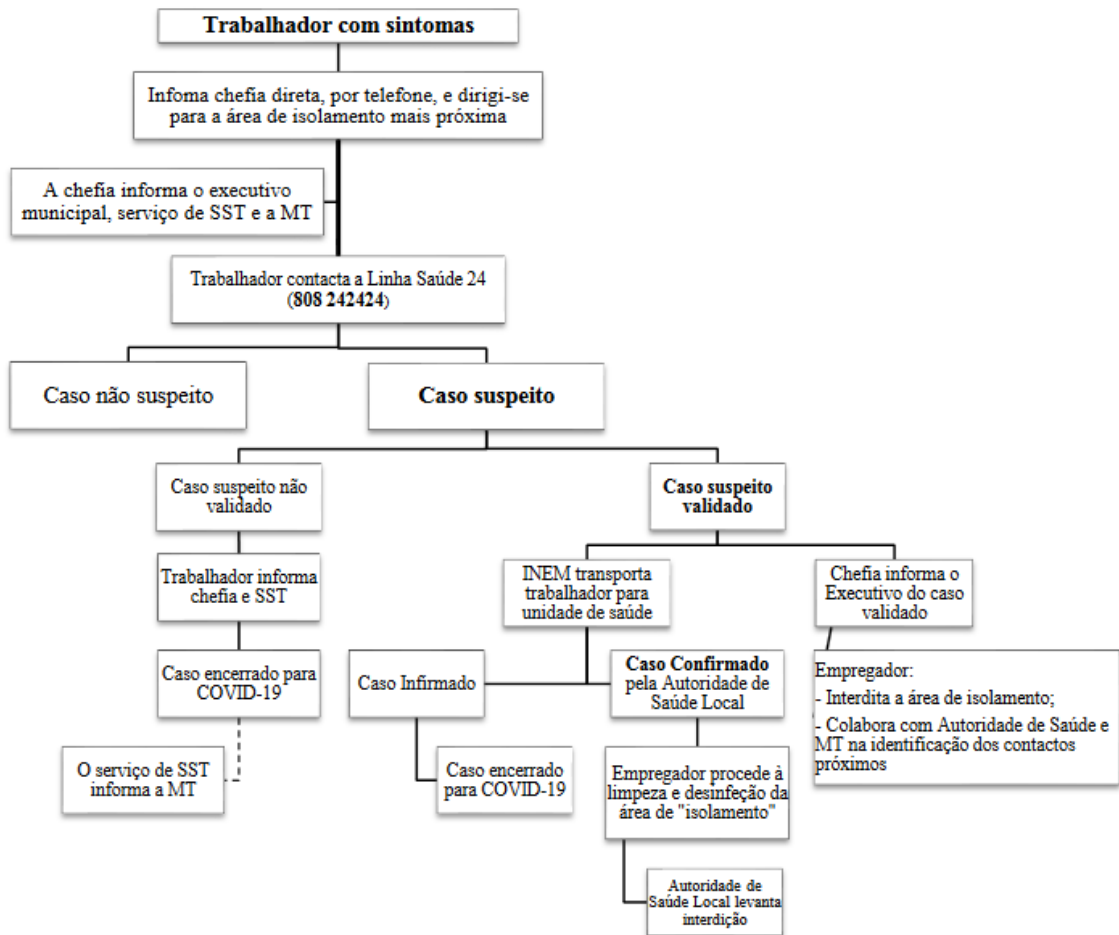 Trabalhador com sintomas
Infoma chefia direta, por telefone, e dirigi-se
para a área de isolamento mais próxima
A chefia informa o executivo
municipal, serviço de SST e a MT
Trabalhador contacta a Linha Saúde 24
(808 242424)
Caso não suspeito
Caso suspeito
Caso suspeito não
validado
Caso suspeito
validado
Trabalhador informa
chefia e SST
INEM transporta
trabalhador para
unidade de saúde
Chefia informa o
Executivo do caso
validado
Caso encerrado para
COVID-19
Caso Infirmado
Caso Confirmado
pela Autoridade de
Saúde Local
Empregador:
- Interdita a área de isolamento;
- Colabora com Autoridade de Saúde e
MT na identificação dos contactos
próximos
O serviço de SST
informa a MT
Caso encerrado
para COVID-19
Empregador procede à
limpeza e desinfeção da
área de "isolamento"
Autoridade de
Saúde Local levanta
interdição